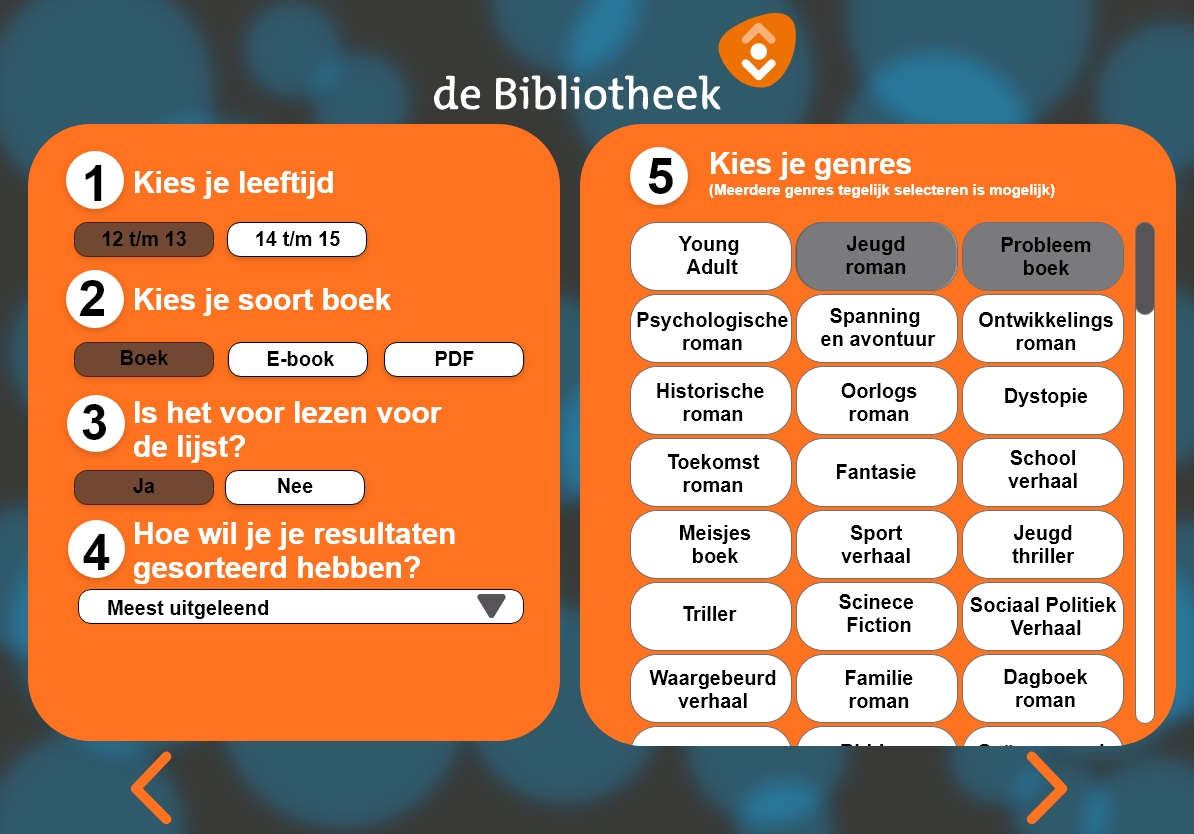 de Bibliotheek
1
Kies je leeftijd
12 t/m 13
14 t/m 15
2
Kies je soort boek
Boek
E-book
PDF
3
Is het voor lezen voor
de lijst?
Ja
Nee
4
Hoe wil je je resultaten
gesorteerd hebben?
Meest uitgeleend
5
Kies je genres
(Meerdere genres tegelijk selecteren is mogelijk)
Young
Adult
Jeugd
roman
Probleem
boek
Psychologische
roman
Spanning
en avontuur
Ontwikkelings
roman
Historische
roman
Oorlogs
roman
Dystopie
Toekomst
roman
Fantasie
School
verhaal
Meisjes
boek
Sport
verhaal
Jeugd
thriller
Triller
Scinece
Fiction
Sociaal Politiek
Verhaal
Waargebeurd
verhaal
Familie
roman
Dagboek
roman